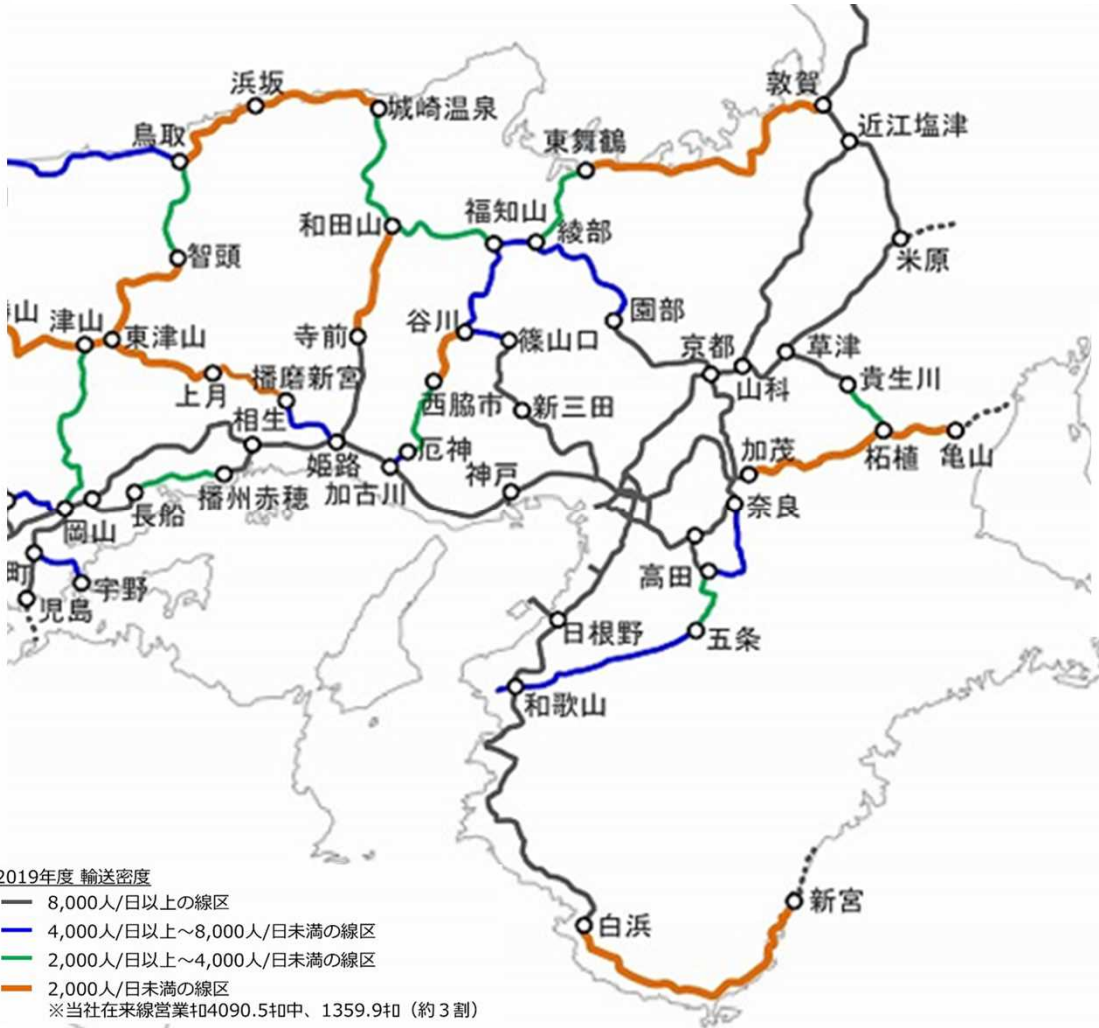 浜坂
敦賀
城崎温泉
近江塩津
鳥取
東舞鶴
福知山
和田山
綾部
米原
智頭
山
津山
東津山
寺前
谷川
園部
篠山口
京都
草津
山科
貴生川
上月
播磨新宮
西脇市
新三田
相生
加茂
柘植
亀山
姫路
厄神
神戸
播州赤穂
加古川
長船
奈良
岡山
高田
町
宇野
児島
日根野
五条
和歌山
2019年度 輸送密度
8,000人/日以上の線区
4,000人/日以上～8,000人/日未満の線区
2,000人/日以上～4,000人/日未満の線区
2,000人/日未満の線区
※当社在来線営業㌔4090.5㌔中、1359.9㌔（約３割）
白浜
新宮